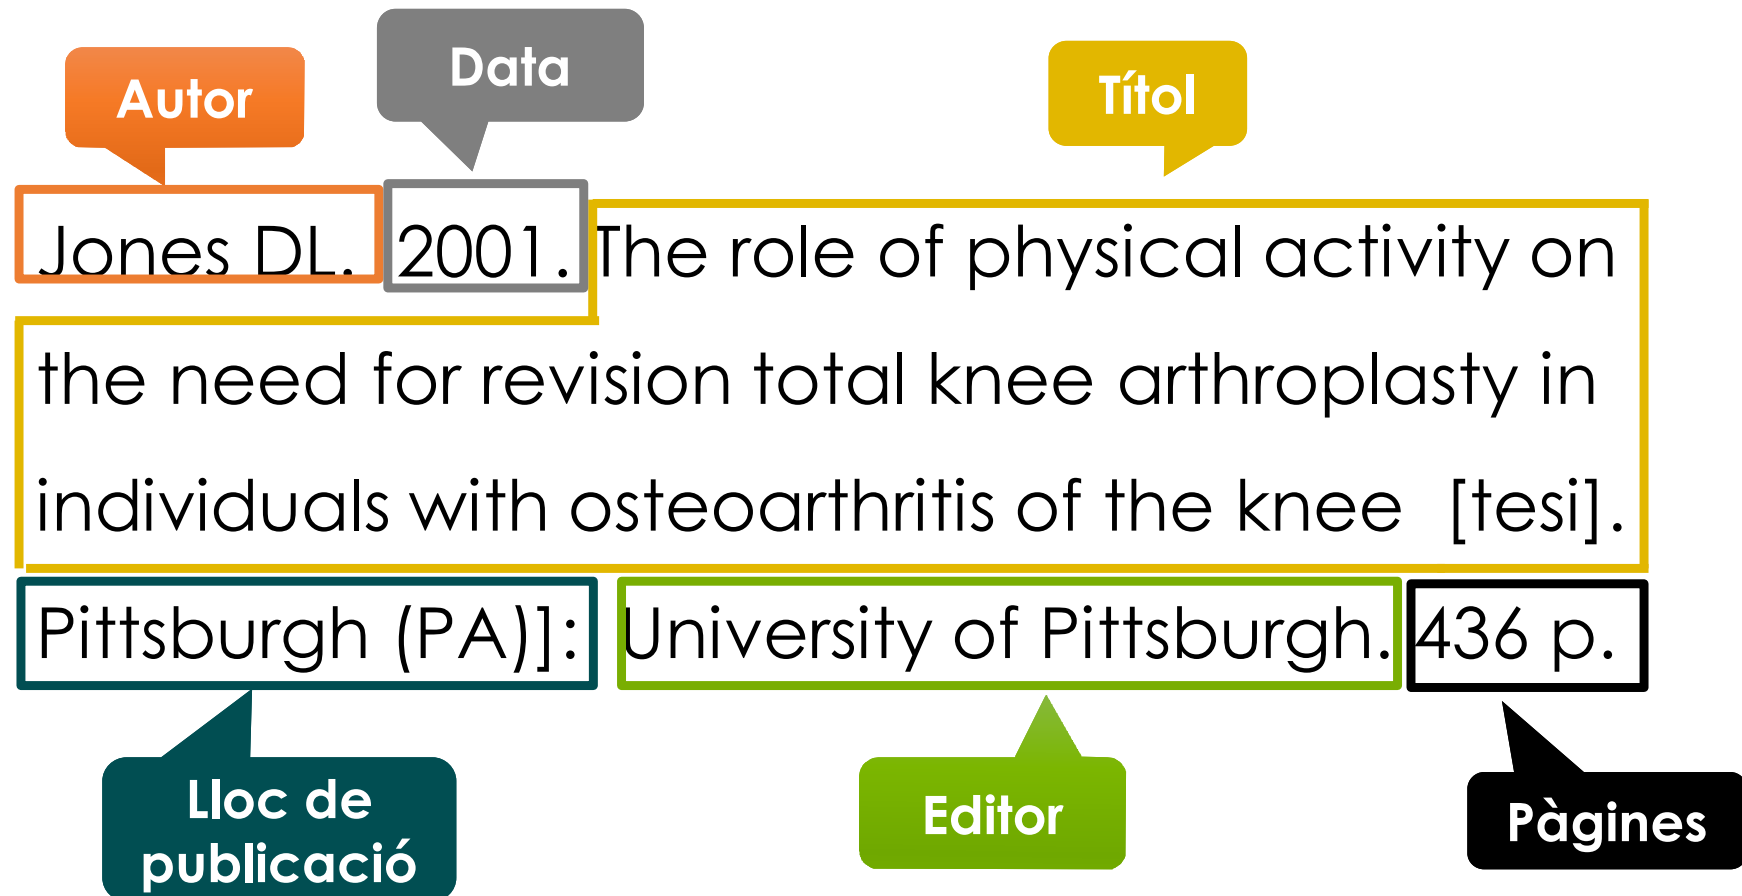 Autor
Data
Títol
Jones DL. 2001. The role of physical activity on
the need for revision total knee arthroplasty in
individuals with osteoarthritis of the knee [tesi].
Pittsburgh (PA)]: University of Pittsburgh. 436 p.
Lloc de
publicació
Editor
Pàgines